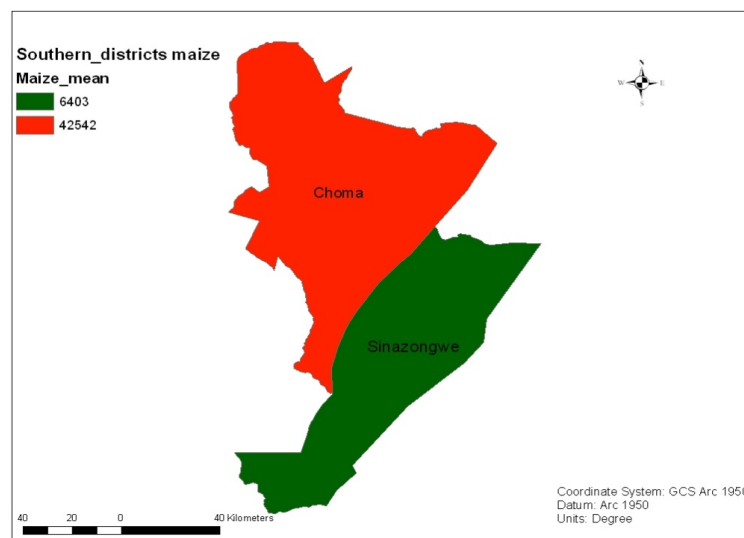 Southern_districts maize
Maize_mean
6403
42542
N
W E
S
Choma
Sinazongwe
40 20 0 40 Kilometers
Coordinate System: GCS Arc 1950
Datum: Arc 1950
Units: Degree